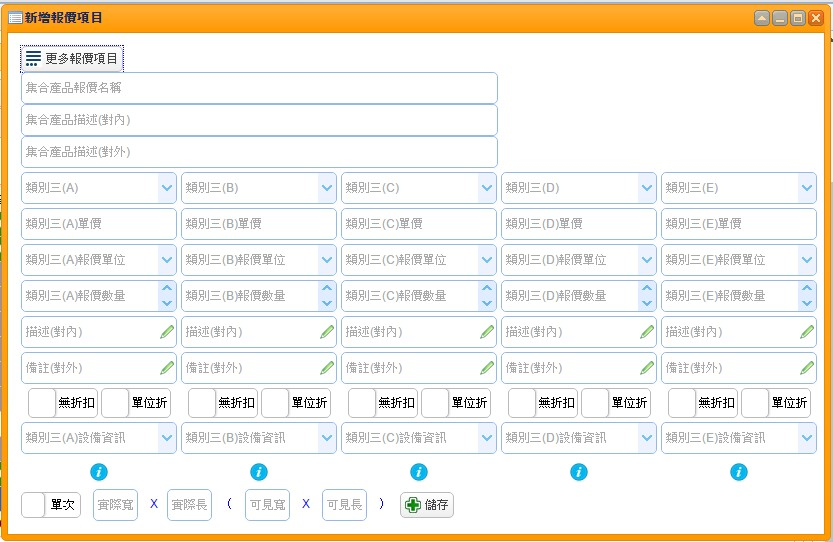 新增報價項目
更多報價項目
集合產品報價名稱
集合產品描述(對內)
集合產品描述(對外)
類別三(A) 類別三(B) 類別三(C) 類別三(D) 類別三(E)
類別三(A)單價 類別三(B)單價 類別三(C)單價 類別三(D)單價 類別三(E)單價
類別三(A)報價單位 類別三(B)報價單位 類別三(C)報價單位 類別三(D)報價單位 類別三(E)報價單位
類別三(A)報價數量 類別三(B)報價數量 類別三(C)報價數量 類別三(D)報價數量 類別三(E)報價數量
描述(對內) 描述(對內) 描述(對內) 描述(對內) 描述(對內)
備註(對外) 備註(對外) 備註(對外) 備註(對外) 備註(對外)
無折扣 單位折 無折扣 單位折 無折扣 單位折 無折扣 單位折 無折扣 單位折
類別三(A)設備資訊 類別三(B)設備資訊 類別三(C)設備資訊 類別三(D)設備資訊 類別三(E)設備資訊
i i i i i
單次 實際寬 X 實際長 ( 可見寬 X 可見長 ) 儲存